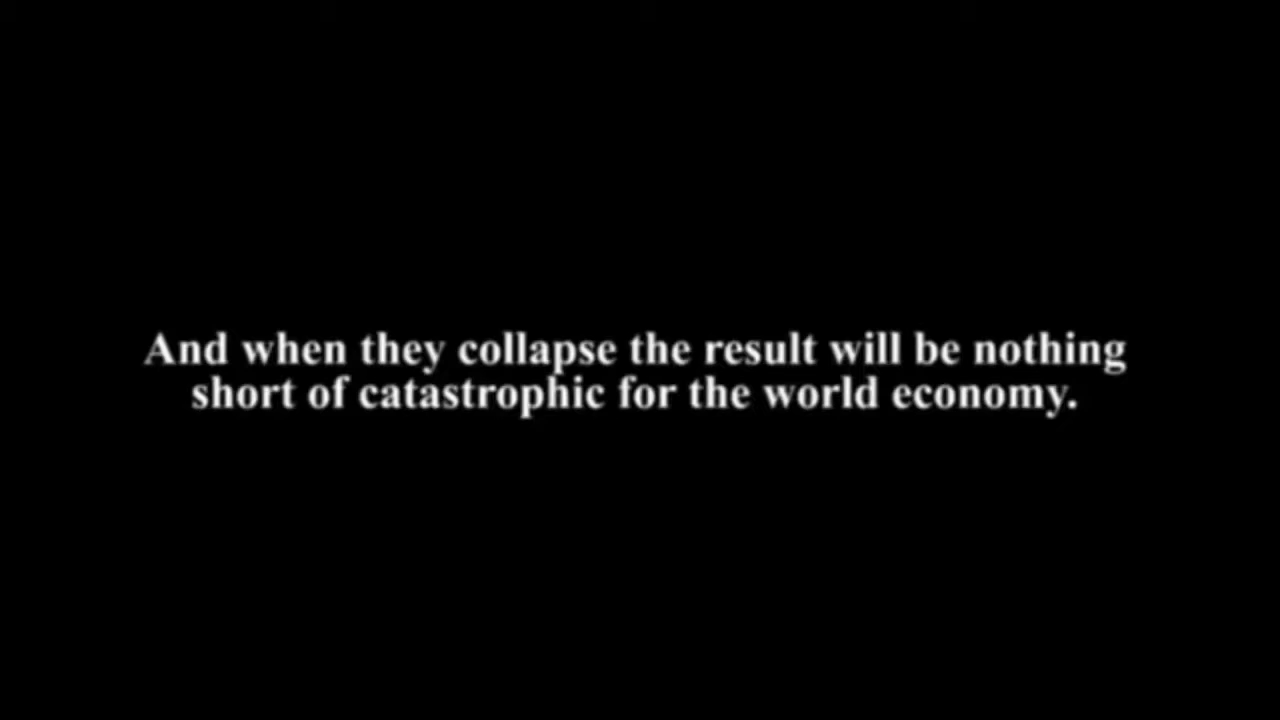 And when they collapse the result will be nothing
short of catastrophic for the world economy.